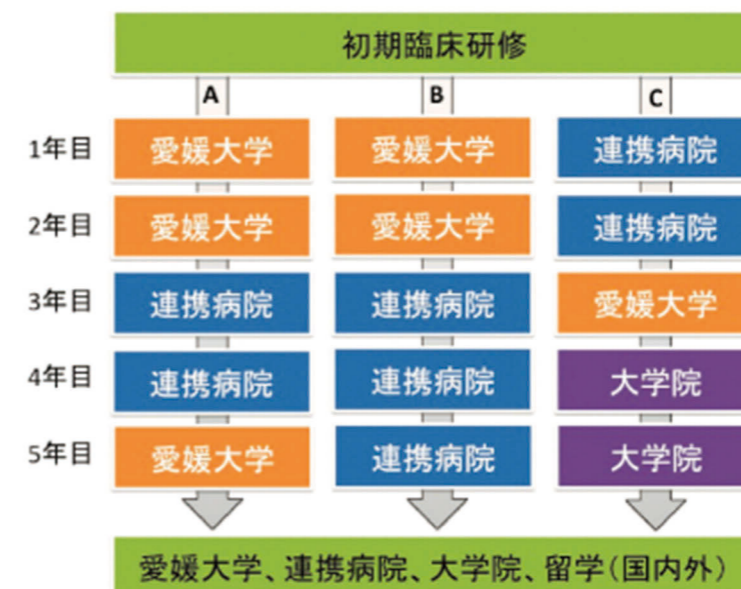 初期臨床研修
A B C
1年目 愛媛大学 愛媛大学 連携病院
2年目 愛媛大学 愛媛大学 連携病院
3年目 連携病院 連携病院 愛媛大学
4年目 連携病院 連携病院 大学院
5年目 愛媛大学 連携病院 大学院
愛媛大学、連携病院、大学院、留学(国内外)